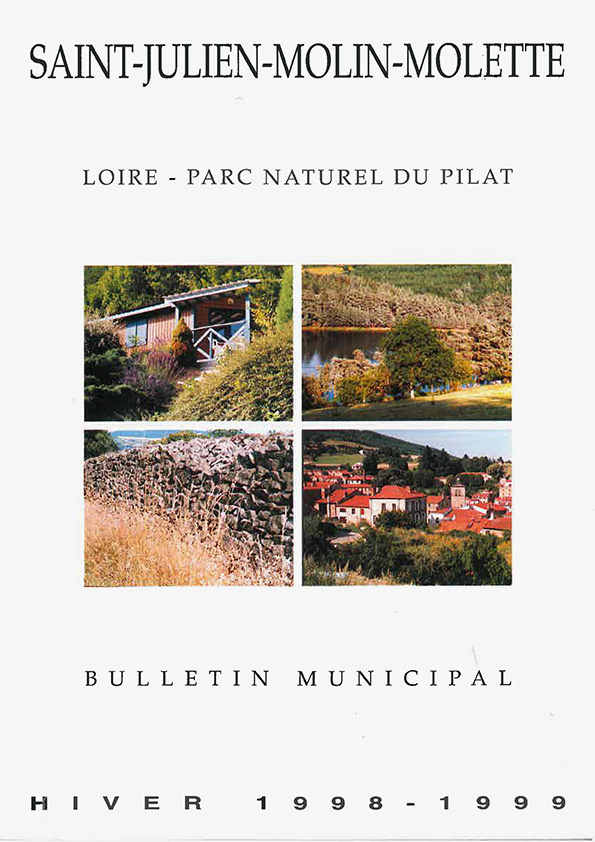 SAINT-JULIEN-MOLIN-MOLETTE
LOIRE - PARC NATUREL DU PILAT
BULLETIN MUNICIPAL
HIVER 1998-1999